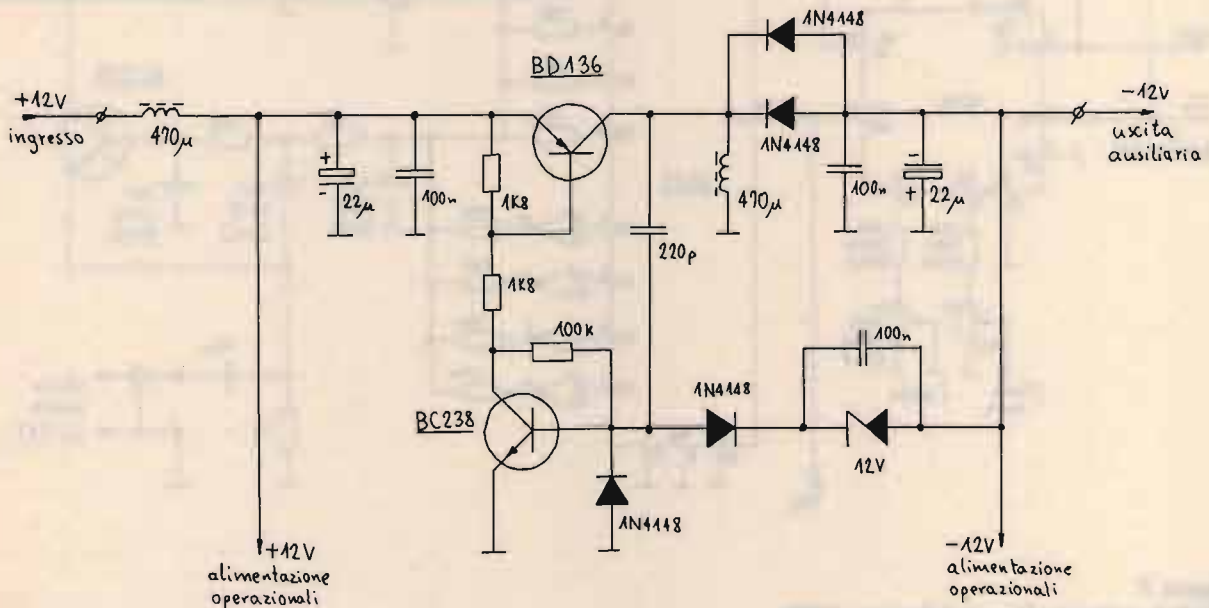 1N4148
BD136
+12V
ingresso
470µ
1N4148
-12V
uscita
ausiliaria
+
-
22µ
100n
1K8
220p
470µ
100n
-
+
22µ
1K8
100K
100n
1N4148
BC238
12V
1N4148
+12V
alimentazione
operazionali
-12V
alimentazione
operazionali